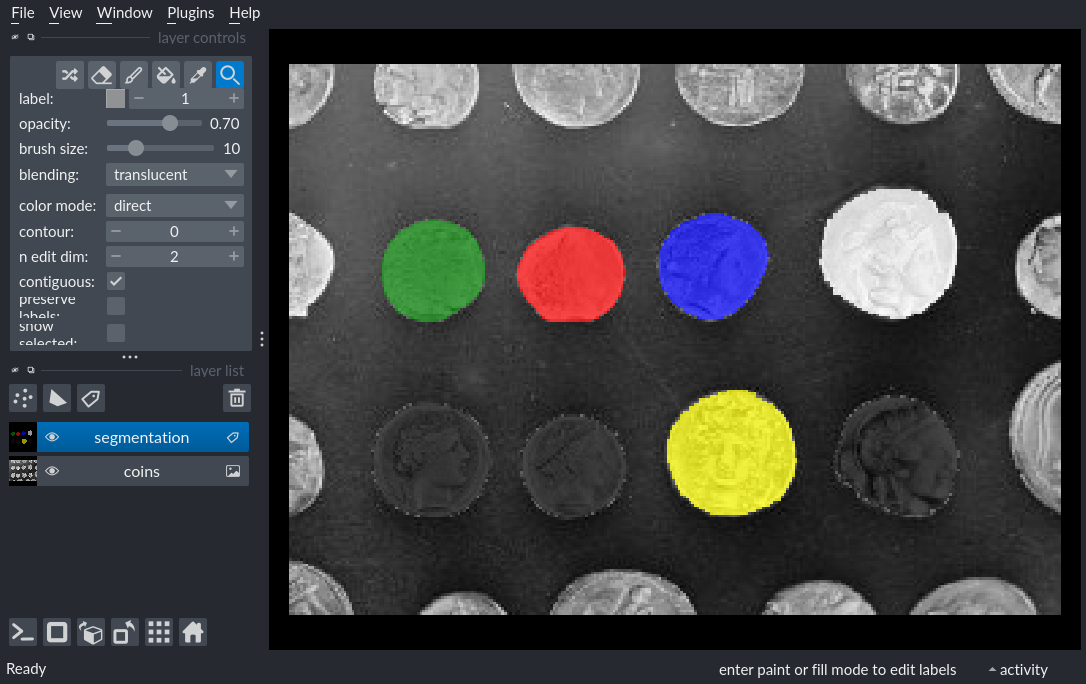 File View Window Plugins Help
layer controls
label: 1
opacity: 0.70
brush size: 10
blending: translucent
color mode: direct
contour: 0
n edit dim: 2
contiguous:
preserve
labels:
show
selected:
layer list
segmentation
coins
Ready
enter paint or fill mode to edit labels
activity